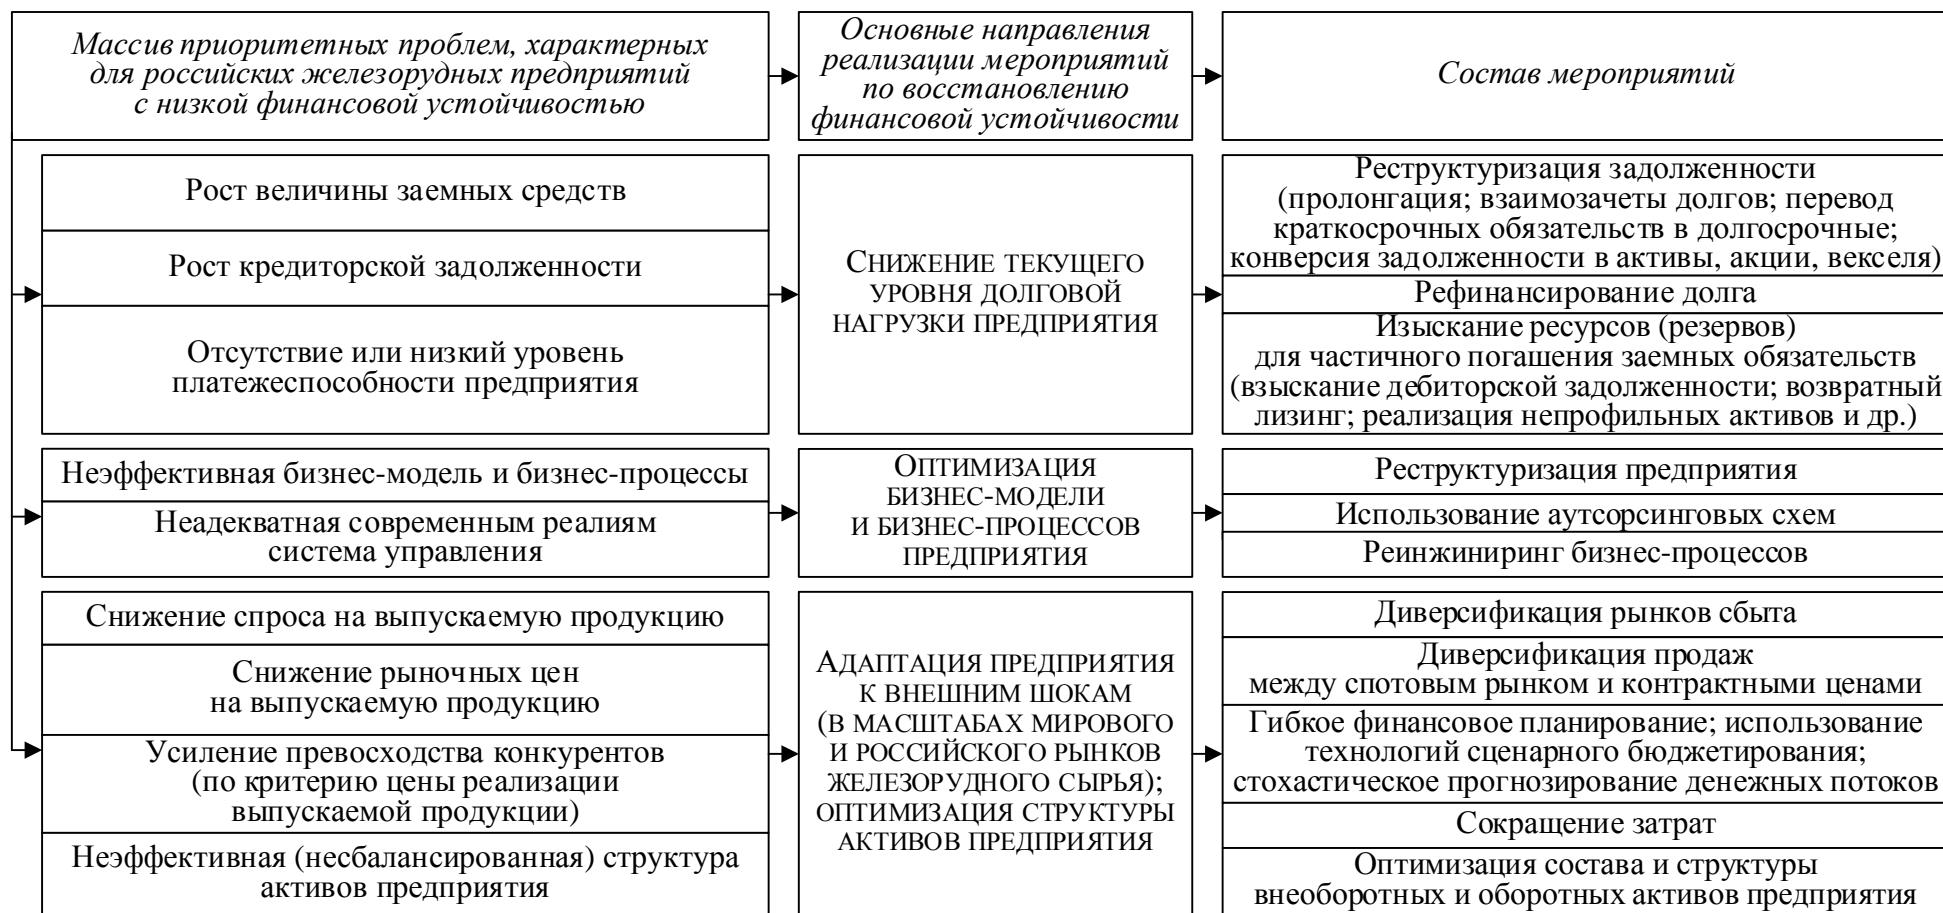 Массив приоритетных проблем, характерных
для российских железорудных предприятий
с низкой финансовой устойчивостью
Основные направления
реализации мероприятий
по восстановлению
финансовой устойчивости
Состав мероприятий
Рост величины заемных средств
Рост кредиторской задолженности
Отсутствие или низкий уровень
платежеспособности предприятия
СНИЖЕНИЕ ТЕКУЩЕГО
УРОВНЯ ДОЛГОВОЙ
НАГРУЗКИ ПРЕДПРИЯТИЯ
Реструктуризация задолженности
(пролонгация; взаимозачеты долгов; перевод
краткосрочных обязательств в долгосрочные;
конверсия задолженности в активы, акции, векселя)
Рефинансирование долга
Изыскание ресурсов (резервов)
для частичного погашения заемных обязательств
(взыскание дебиторской задолженности; возвратный
лизинг; реализация непрофильных активов и др.)
Неэффективная бизнес-модель и бизнес-процессы
Неадекватная современным реалиям
система управления
ОПТИМИЗАЦИЯ
БИЗНЕС-МОДЕЛИ
И БИЗНЕС-ПРОЦЕССОВ
ПРЕДПРИЯТИЯ
Реструктуризация предприятия
Использование аутсорсинговых схем
Реинжиниринг бизнес-процессов
Снижение спроса на выпускаемую продукцию
Снижение рыночных цен
на выпускаемую продукцию
Усиление превосходства конкурентов
(по критерию цены реализации
выпускаемой продукции)
Неэффективная (несбалансированная) структура
активов предприятия
АДАПТАЦИЯ ПРЕДПРИЯТИЯ
К ВНЕШНИМ ШОКАМ
(В МАСШТАБАХ МИРОВОГО
И РОССИЙСКОГО РЫНКОВ
ЖЕЛЕЗОРУДНОГО СЫРЬЯ);
ОПТИМИЗАЦИЯ СТРУКТУРЫ
АКТИВОВ ПРЕДПРИЯТИЯ
Диверсификация рынков сбыта
Диверсификация продаж
между спотовым рынком и контрактными ценами
Гибкое финансовое планирование; использование
технологий сценарного бюджетирования;
стохастическое прогнозирование денежных потоков
Сокращение затрат
Оптимизация состава и структуры
внеоборотных и оборотных активов предприятия